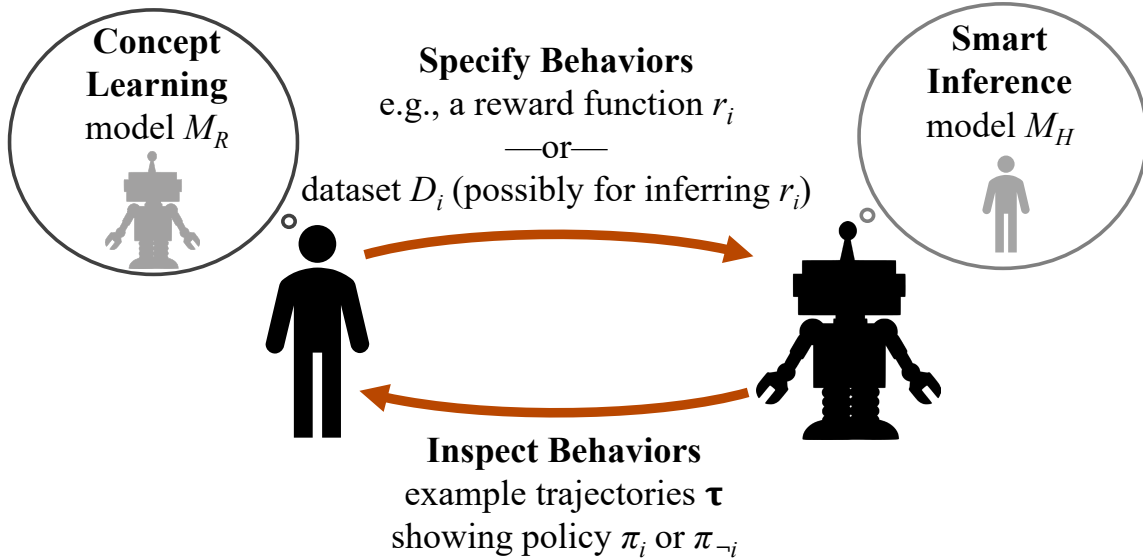 Concept
Learning
model M_R
Specify Behaviors
e.g., a reward function r_i
—or—
dataset D_i (possibly for inferring r_i)
Smart
Inference
model M_H
Inspect Behaviors
example trajectories τ
showing policy π_i or π_¬i